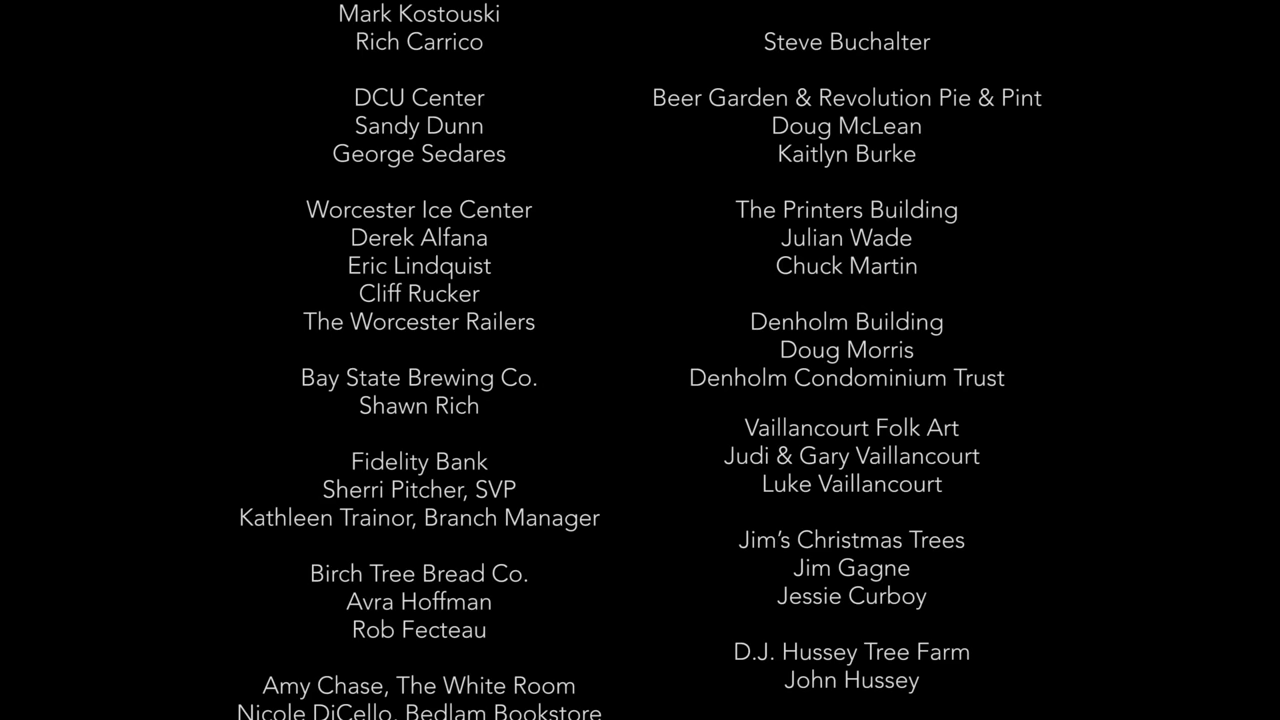 Mark Kostouski
Rich Carrico
DCU Center
Sandy Dunn
George Sedares
Worcester Ice Center
Derek Alfana
Eric Lindquist
Cliff Rucker
The Worcester Railers
Bay State Brewing Co.
Shawn Rich
Fidelity Bank
Sherri Pitcher, SVP
Kathleen Trainor, Branch Manager
Birch Tree Bread Co.
Avra Hoffman
Rob Fecteau
Amy Chase, The White Room
Nicole DiCello, Bedlam Bookstore
Steve Buchalter
Beer Garden & Revolution Pie & Pint
Doug McLean
Kaitlyn Burke
The Printers Building
Julian Wade
Chuck Martin
Denholm Building
Doug Morris
Denholm Condominium Trust
Vaillancourt Folk Art
Judi & Gary Vaillancourt
Luke Vaillancourt
Jim’s Christmas Trees
Jim Gagne
Jessie Curboy
D.J. Hussey Tree Farm
John Hussey